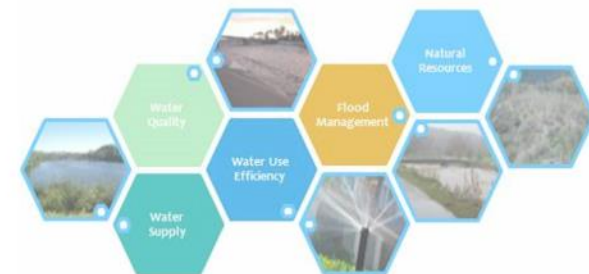 Natural
Resources
Water
Quality
Flood
Management
Water Use
Efficiency
Water
Supply